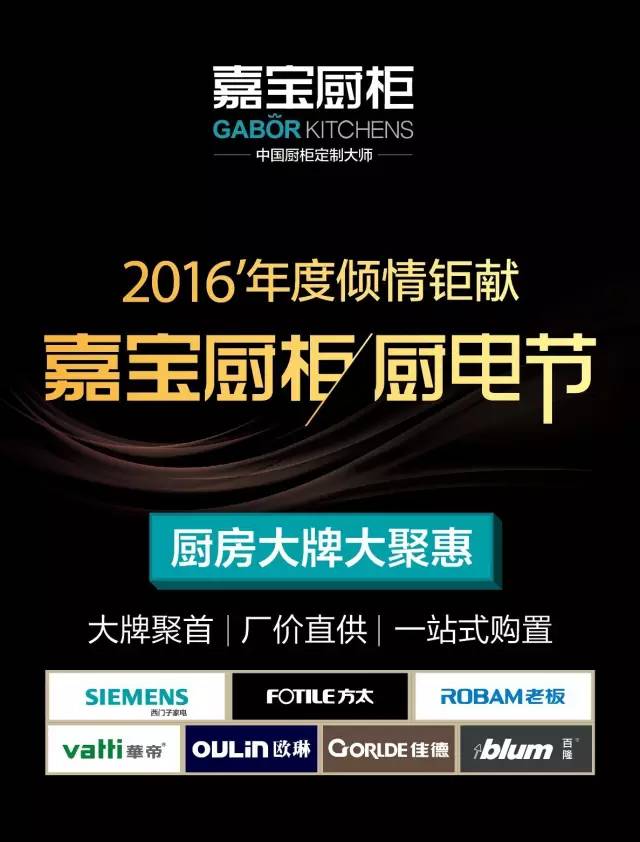 嘉宝厨柜
GABOR KITCHENS
中国厨柜定制大师
2016'年度倾情钜献
嘉宝厨柜/厨电节
厨房大牌大聚惠
大牌聚首|厂价直供|一站式购置
SIEMENS
西门子家电
FOTILE方太
ROBAM老板
vatti華帝®
OULIN欧琳
GORLDE佳德
blum百隆®